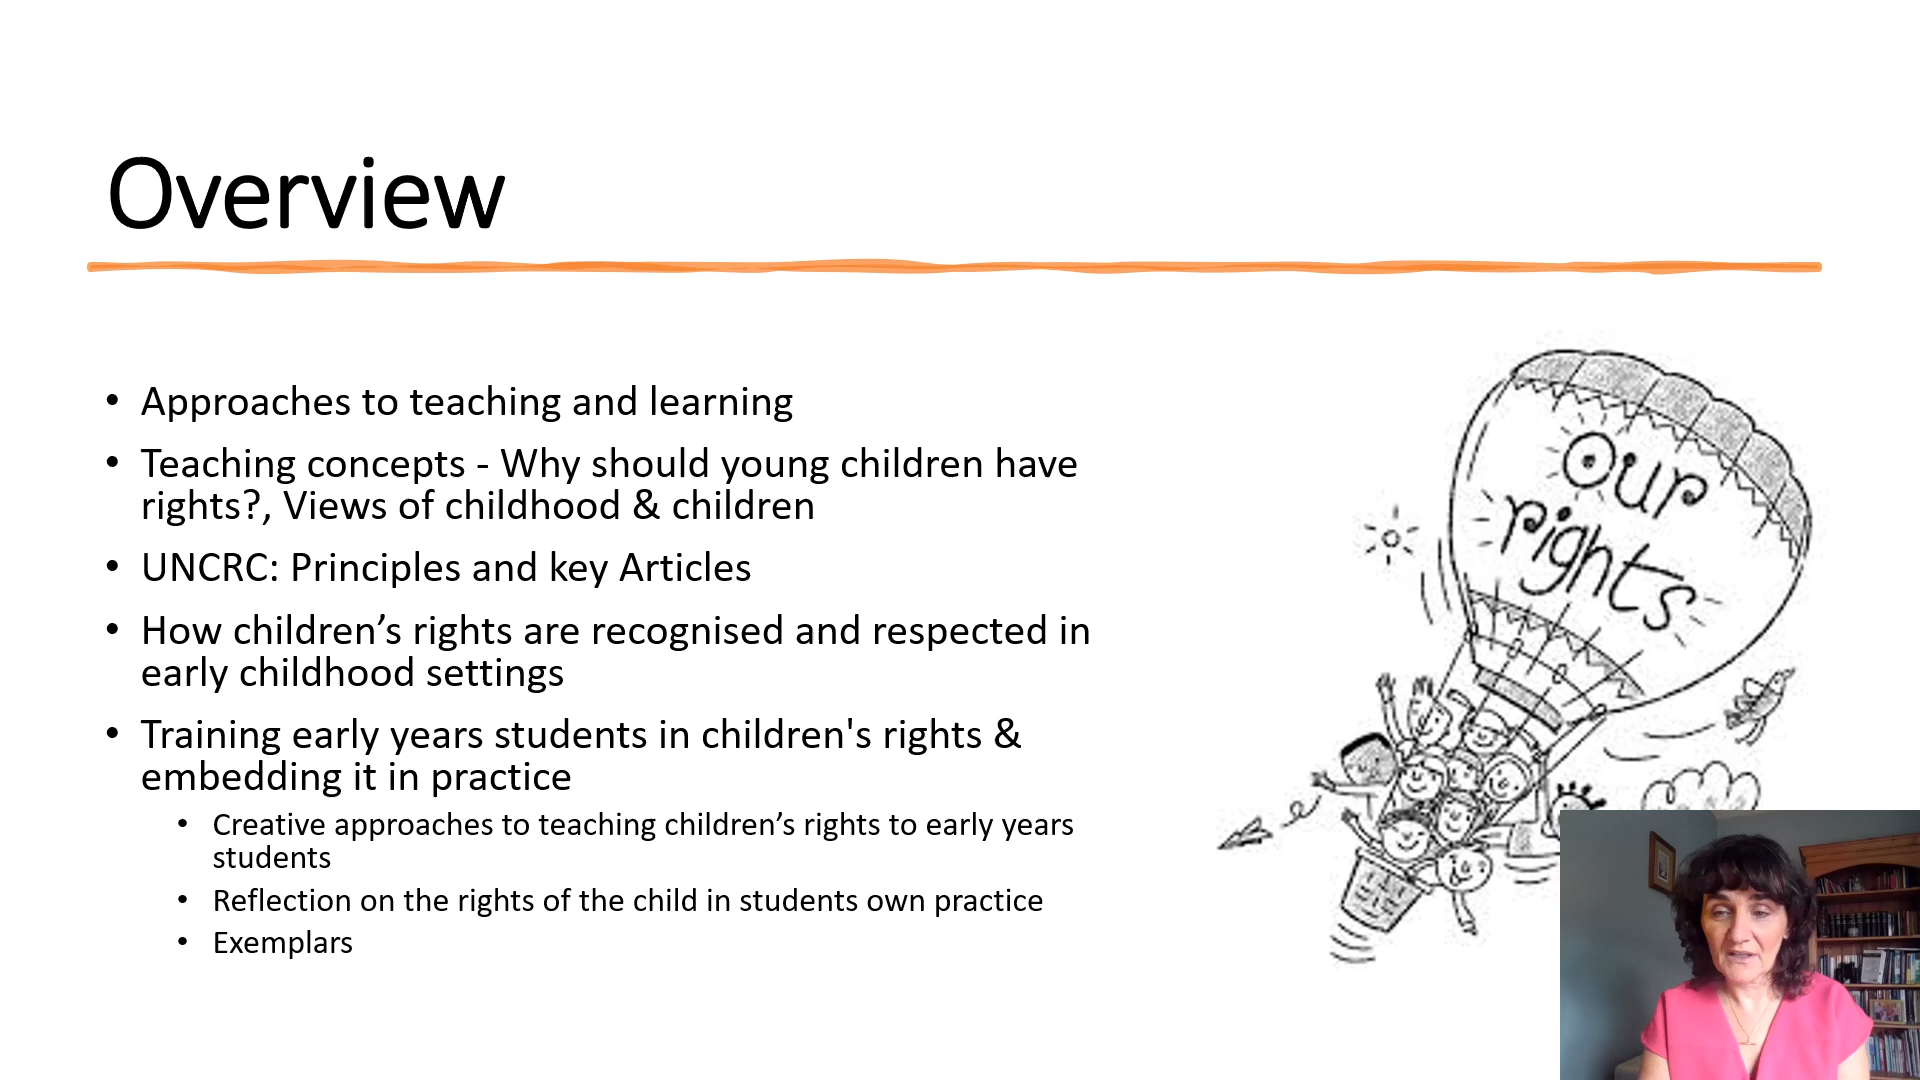 Overview
• Approaches to teaching and learning
• Teaching concepts - Why should young children have
rights?, Views of childhood & children
• UNCRC: Principles and key Articles
• How children’s rights are recognised and respected in
early childhood settings
• Training early years students in children's rights &
embedding it in practice
• Creative approaches to teaching children’s rights to early years
students
• Reflection on the rights of the child in students own practice
• Exemplars
our
rights